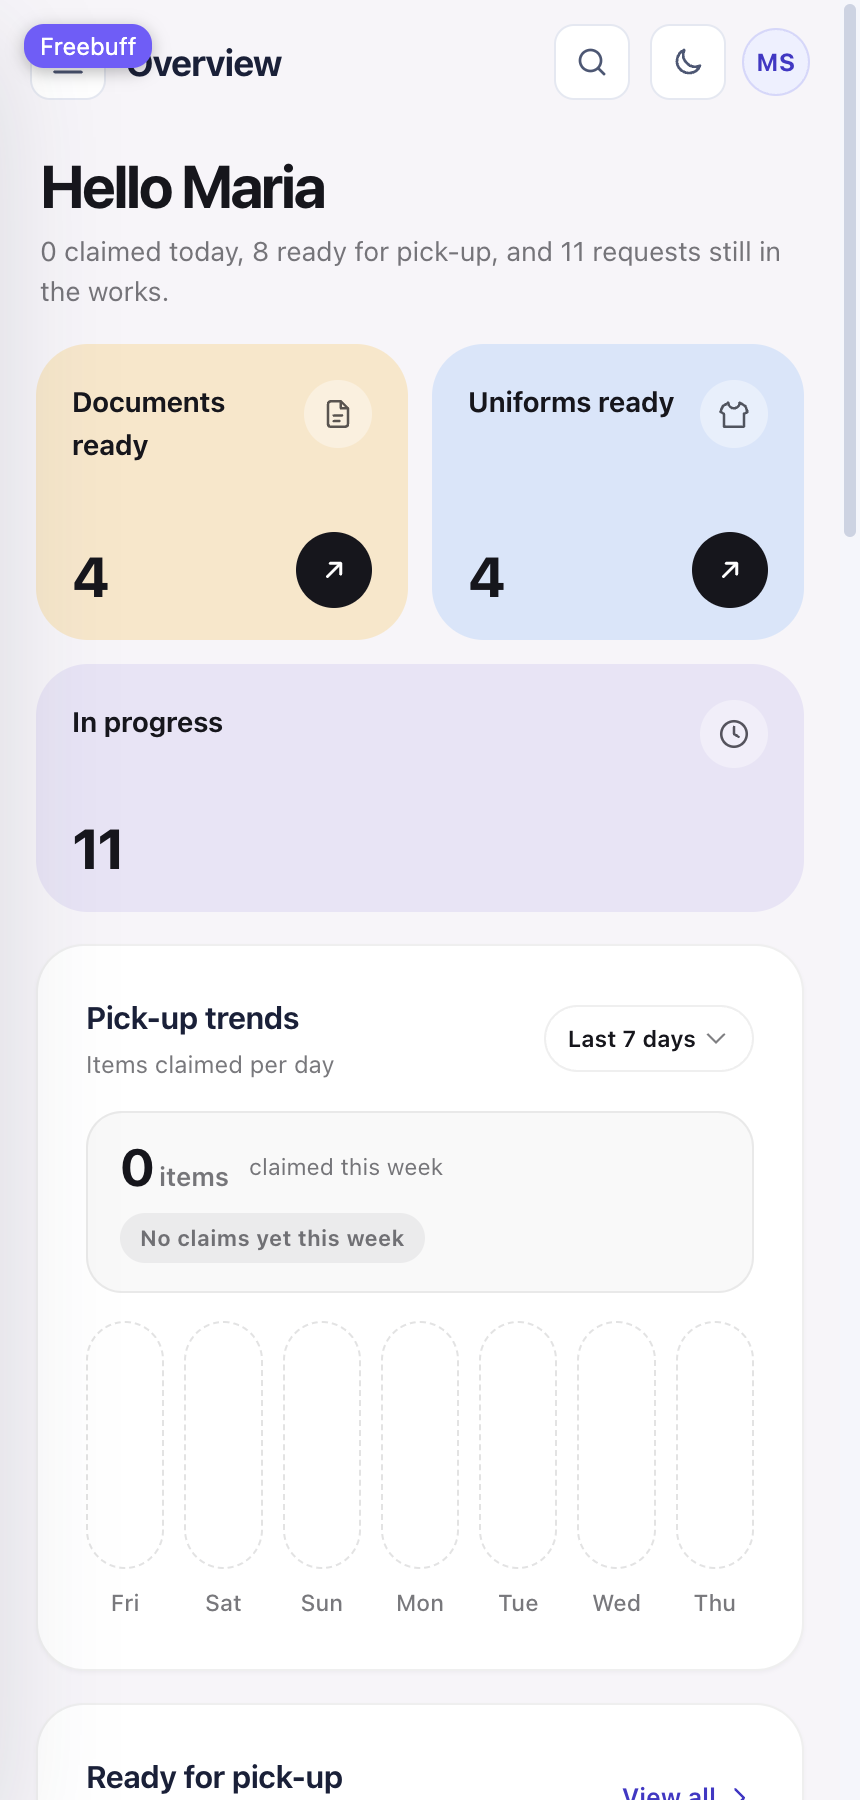 Freebuff
Overview
MS
Hello Maria
0 claimed today, 8 ready for pick-up, and 11 requests still in
the works.
Documents
ready
4
Uniforms ready
4
In progress
11
Pick-up trends
Items claimed per day
Last 7 days
0 items claimed this week
No claims yet this week
Fri Sat Sun Mon Tue Wed Thu
Ready for pick-up
View all